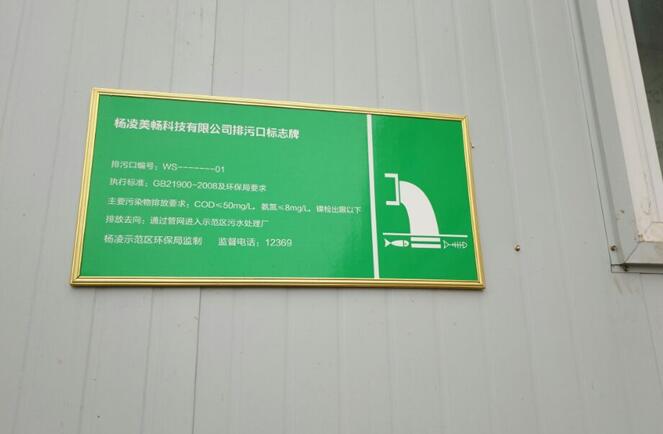 杨凌美畅科技有限公司排污口标志牌
排污口编号：WS-------01
执行标准：GB21900-2008及环保局要求
主要污染物排放要求：COD≤50mg/L，氨氮≤8mg/L，镍检出限以下
排放去向：通过管网进入示范区污水处理厂
杨凌示范区环保局监制 监督电话：12369